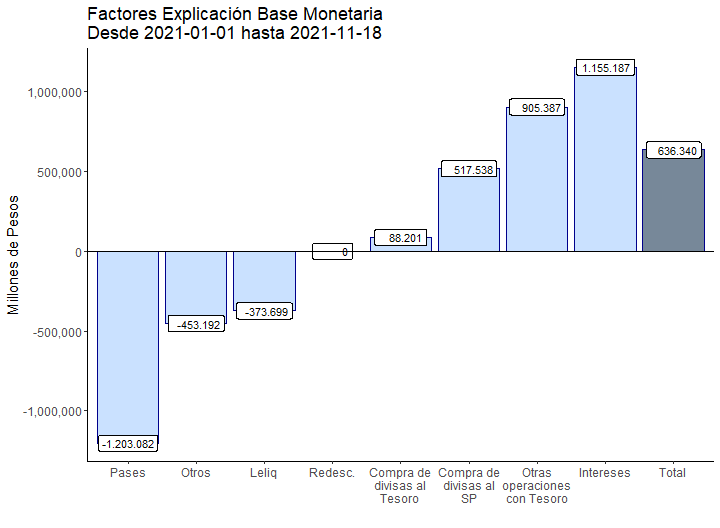 Factores Explicación Base Monetaria
Desde 2021-01-01 hasta 2021-11-18
Millones de Pesos
1,000,000
500,000
0
-500,000
-1,000,000
-1.203.082
-453.192
-373.699
0
88.201
517.538
905.387
1.155.187
636.340
Pases
Otros
Leliq
Redesc.
Compra de
divisas al
Tesoro
Compra de
divisas al
SP
Otras
operaciones
con Tesoro
Intereses
Total